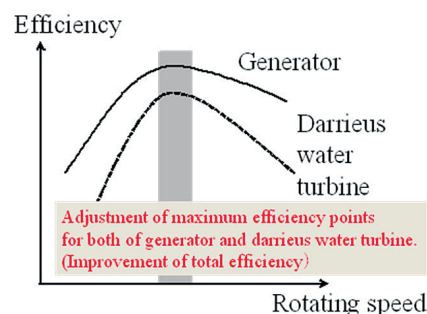 Efficiency
Generator
Darrieus
water
turbine
Adjustment of maximum efficiency points
for both of generator and darrieus water turbine.
(Improvement of total efficiency)
Rotating speed